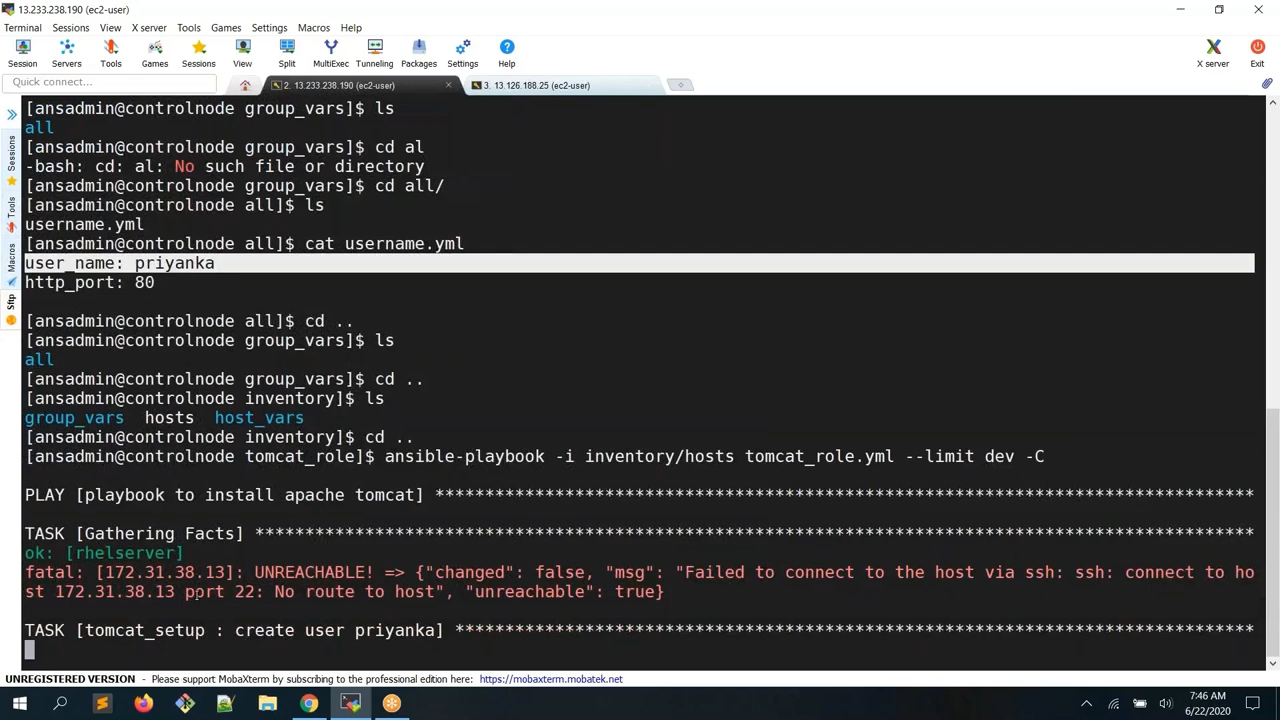 13.233.238.190 (ec2-user)
Terminal Sessions View X server Tools Games Settings Macros Help
Session Servers Tools Games Sessions View Split MultiExec Tunneling Packages Settings Help X server Exit
Quick connect...
2. 13.233.238.190 (ec2-user)
3. 13.126.188.25 (ec2-user)
Sessions
Tools
Macros
Sftp
[ansadmin@controlnode group_vars]$ ls
all
[ansadmin@controlnode group_vars]$ cd al
-bash: cd: al: No such file or directory
[ansadmin@controlnode group_vars]$ cd all/
[ansadmin@controlnode all]$ ls
username.yml
[ansadmin@controlnode all]$ cat username.yml
user_name: priyanka
http_port: 80
[ansadmin@controlnode all]$ cd ..
[ansadmin@controlnode group_vars]$ ls
all
[ansadmin@controlnode group_vars]$ cd ..
[ansadmin@controlnode inventory]$ ls
group_vars hosts host_vars
[ansadmin@controlnode inventory]$ cd ..
[ansadmin@controlnode tomcat_role]$ ansible-playbook -i inventory/hosts tomcat_role.yml --limit dev -C
PLAY [playbook to install apache tomcat] **********************************************************************************
TASK [Gathering Facts] ****************************************************************************************************
ok: [rhelserver]
fatal: [172.31.38.13]: UNREACHABLE! => {"changed": false, "msg": "Failed to connect to the host via ssh: ssh: connect to ho
st 172.31.38.13 port 22: No route to host", "unreachable": true}
TASK [tomcat_setup : create user priyanka] ********************************************************************************
UNREGISTERED VERSION - Please support MobaXterm by subscribing to the professional edition here: https://mobaxterm.mobatek.net
7:46 AM
6/22/2020